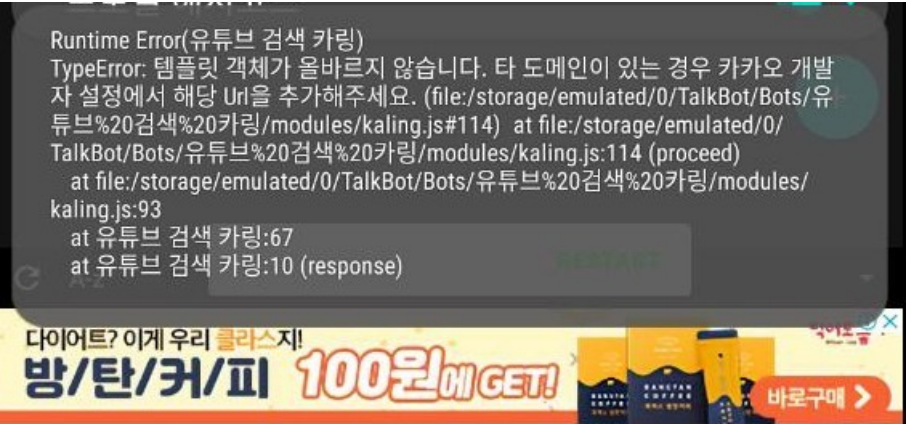 Runtime Error(유튜브 검색 카링)
TypeError: 템플릿 객체가 올바르지 않습니다. 타 도메인이 있는 경우 카카오 개발
자 설정에서 해당 Url을 추가해주세요. (file:/storage/emulated/0/TalkBot/Bots/유
튜브%20검색%20카링/modules/kaling.js#114) at file:/storage/emulated/0/
TalkBot/Bots/유튜브%20검색%20카링/modules/kaling.js:114 (proceed)
at file:/storage/emulated/0/TalkBot/Bots/유튜브%20검색%20카링/modules/
kaling.js:93
at 유튜브 검색 카링:67
at 유튜브 검색 카링:10 (response)
A-Z
다이어트? 이게 우리 클라스지!
방/탄/커/피 100원에 GET!
BANGTAN
COFFEE
바로구매